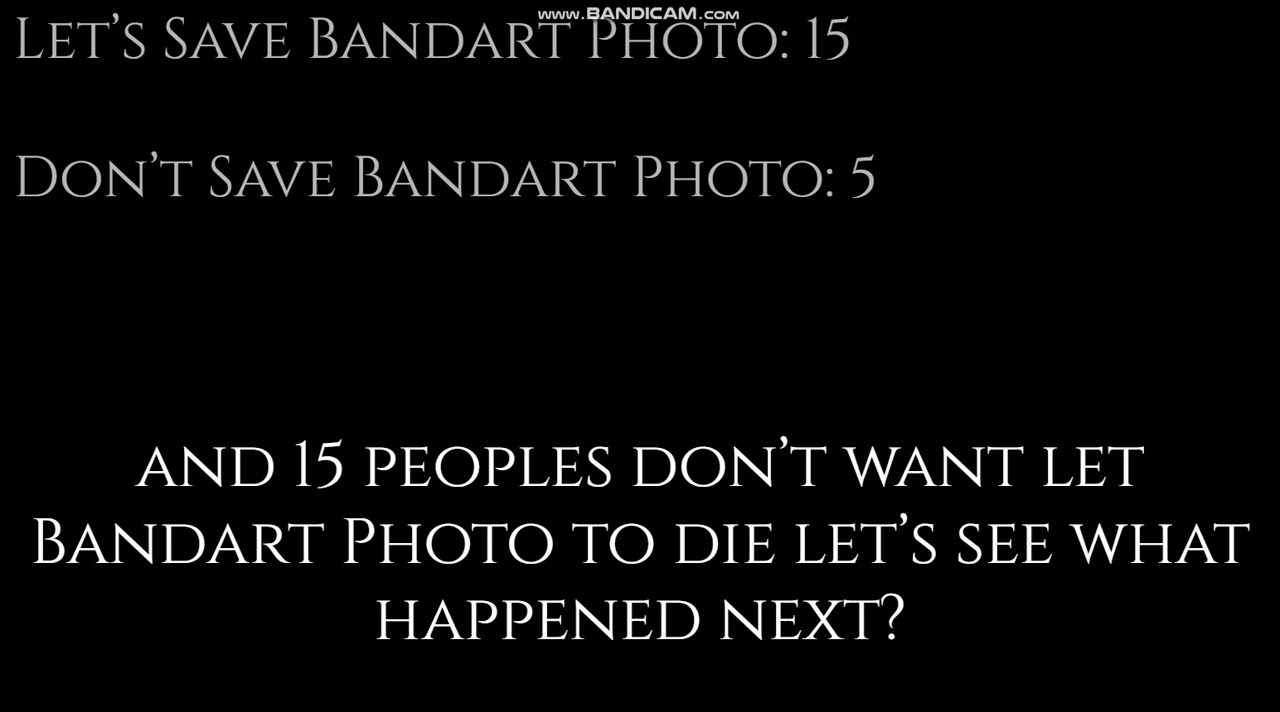 www.BANDICAM.com
Let’s Save Bandart Photo: 15
Don’t Save Bandart Photo: 5
and 15 peoples don’t want let
Bandart Photo to die let’s see what
happened next?